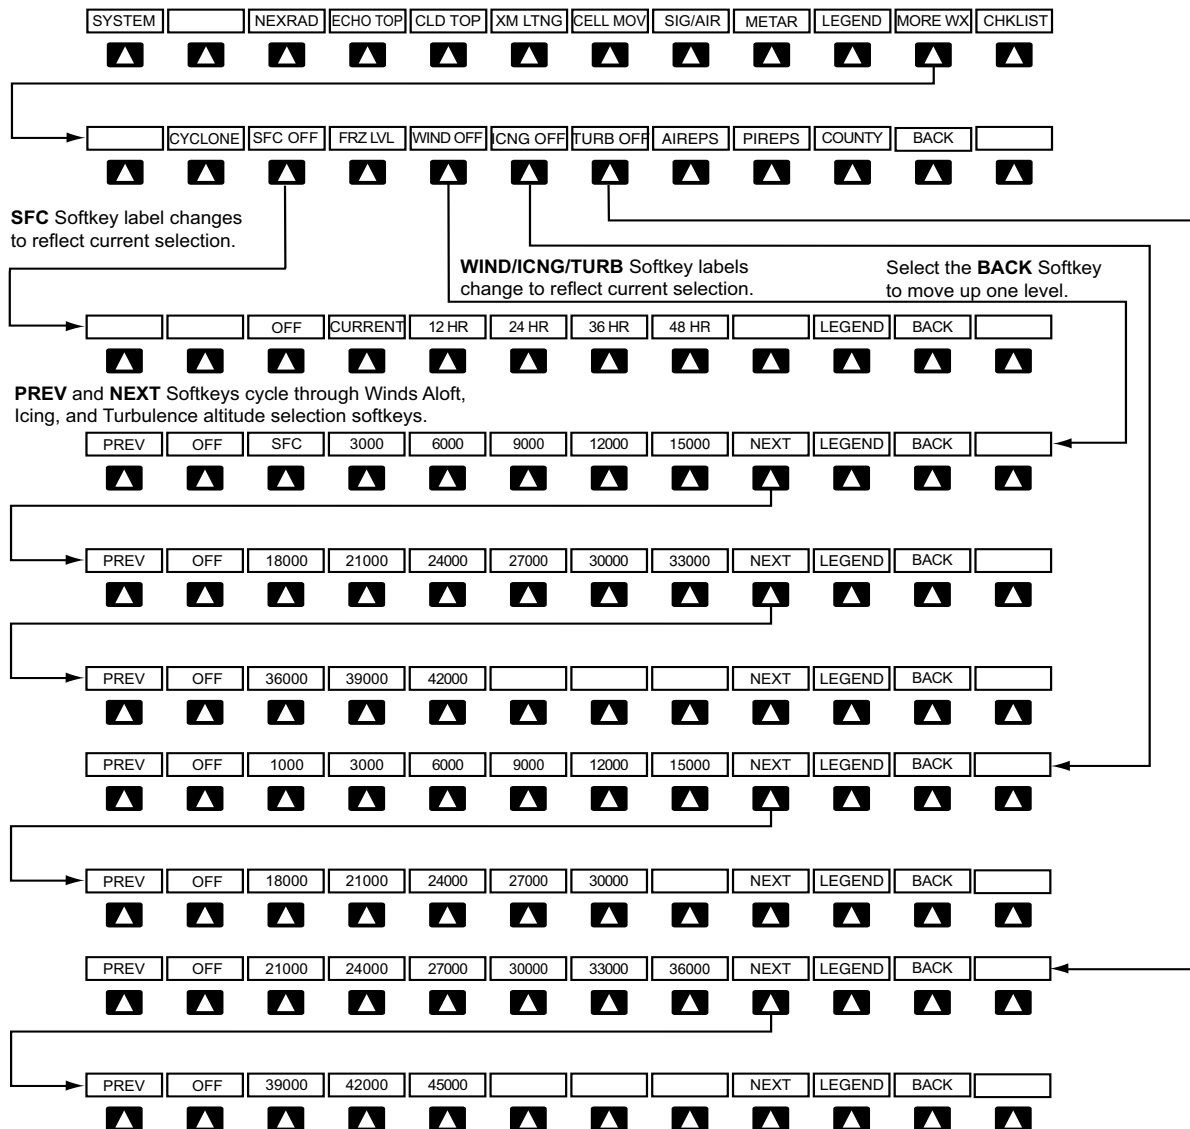 SYSTEM NEXRAD ECHO TOP CLD TOP XM LTNG CELL MOV SIG/AIR METAR LEGEND MORE WX CHKLIST
CYCLONE SFC OFF FRZ LVL WIND OFF ICNG OFF TURB OFF AIREPS PIREPS COUNTY BACK
SFC Softkey label changes
to reflect current selection.
WIND/ICNG/TURB Softkey labels
change to reflect current selection.
Select the BACK Softkey
to move up one level.
OFF CURRENT 12 HR 24 HR 36 HR 48 HR LEGEND BACK
PREV and NEXT Softkeys cycle through Winds Aloft,
Icing, and Turbulence altitude selection softkeys.
PREV OFF SFC 3000 6000 9000 12000 15000 NEXT LEGEND BACK
PREV OFF 18000 21000 24000 27000 30000 33000 NEXT LEGEND BACK
PREV OFF 36000 39000 42000 NEXT LEGEND BACK
PREV OFF 1000 3000 6000 9000 12000 15000 NEXT LEGEND BACK
PREV OFF 18000 21000 24000 27000 30000 NEXT LEGEND BACK
PREV OFF 21000 24000 27000 30000 33000 36000 NEXT LEGEND BACK
PREV OFF 39000 42000 45000 NEXT LEGEND BACK